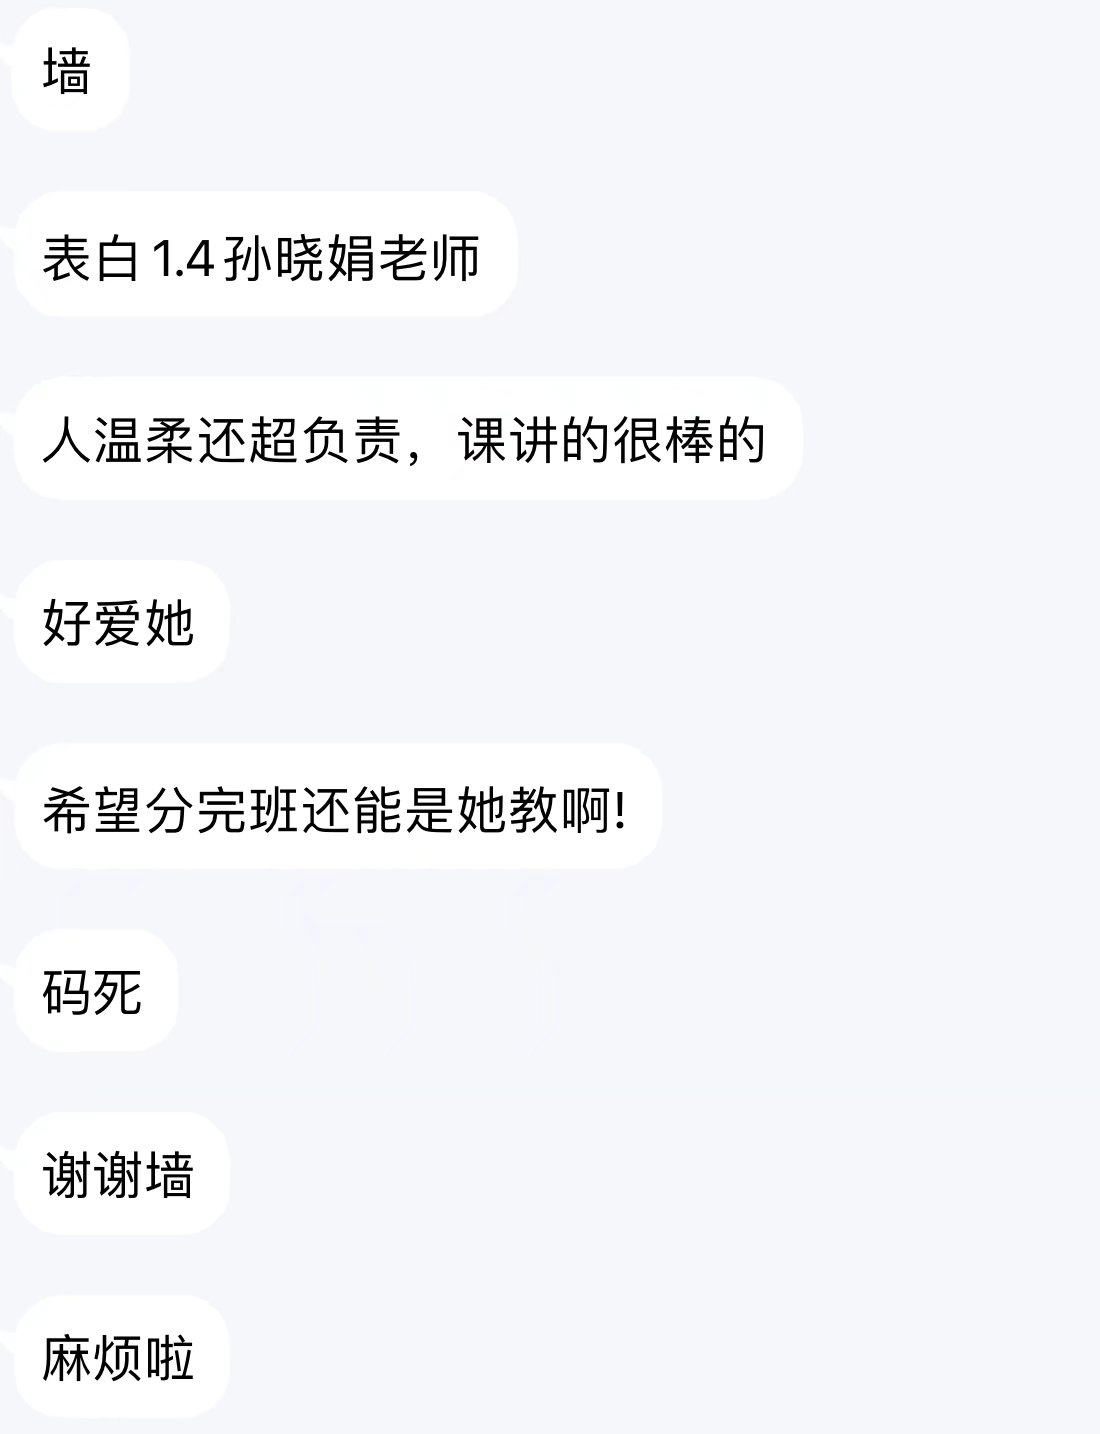 墙
表白1.4孙晓娟老师
人温柔还超负责，课讲的很棒的
好爱她
希望分完班还能是她教啊!
码死
谢谢墙
麻烦啦